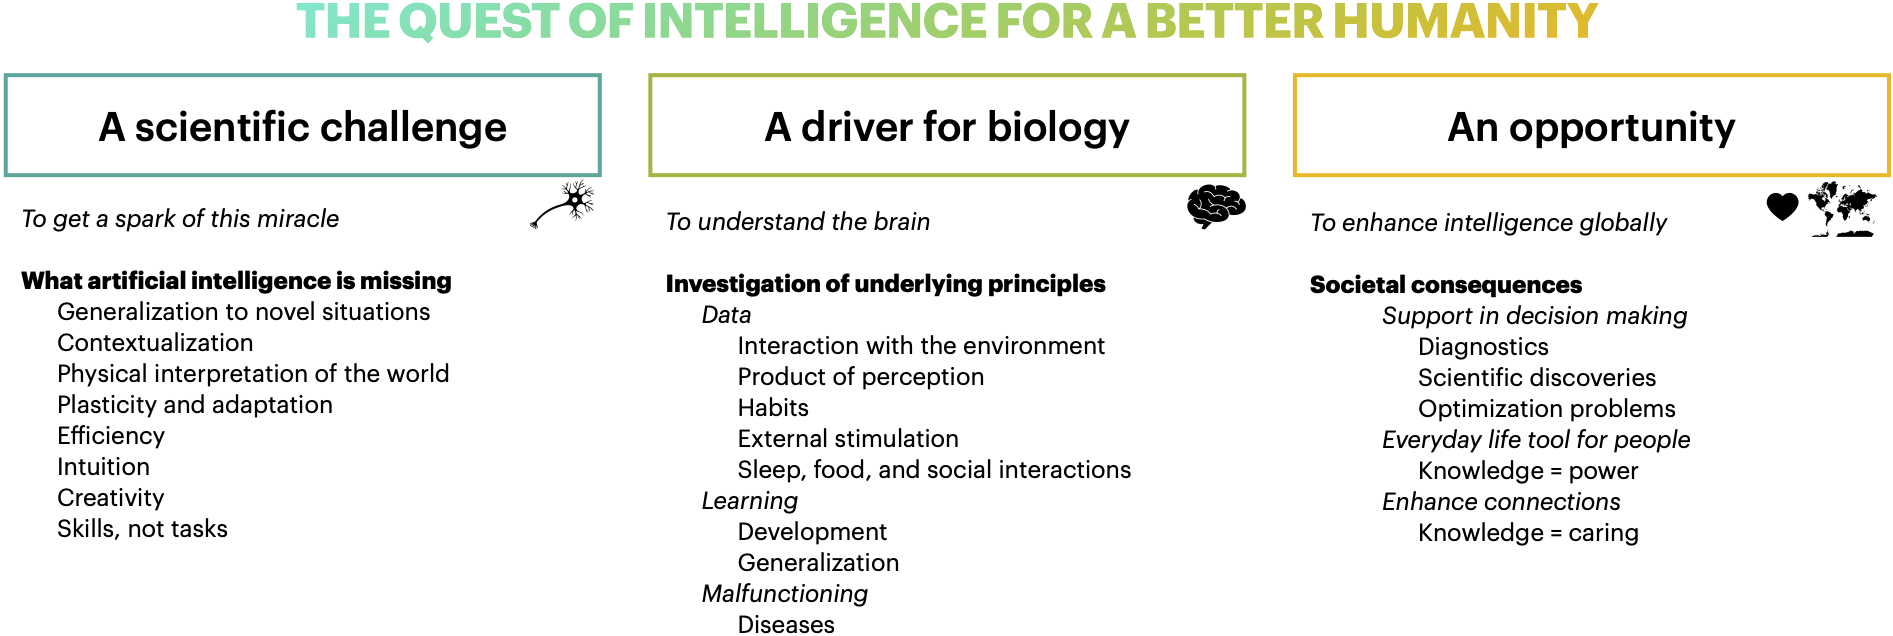 THE QUEST OF INTELLIGENCE FOR A BETTER HUMANITY
A scientific challenge
To get a spark of this miracle
What artificial intelligence is missing
Generalization to novel situations
Contextualization
Physical interpretation of the world
Plasticity and adaptation
Efficiency
Intuition
Creativity
Skills, not tasks
A driver for biology
To understand the brain
Investigation of underlying principles
Data
Interaction with the environment
Product of perception
Habits
External stimulation
Sleep, food, and social interactions
Learning
Development
Generalization
Malfunctioning
Diseases
An opportunity
To enhance intelligence globally
Societal consequences
Support in decision making
Diagnostics
Scientific discoveries
Optimization problems
Everyday life tool for people
Knowledge = power
Enhance connections
Knowledge = caring